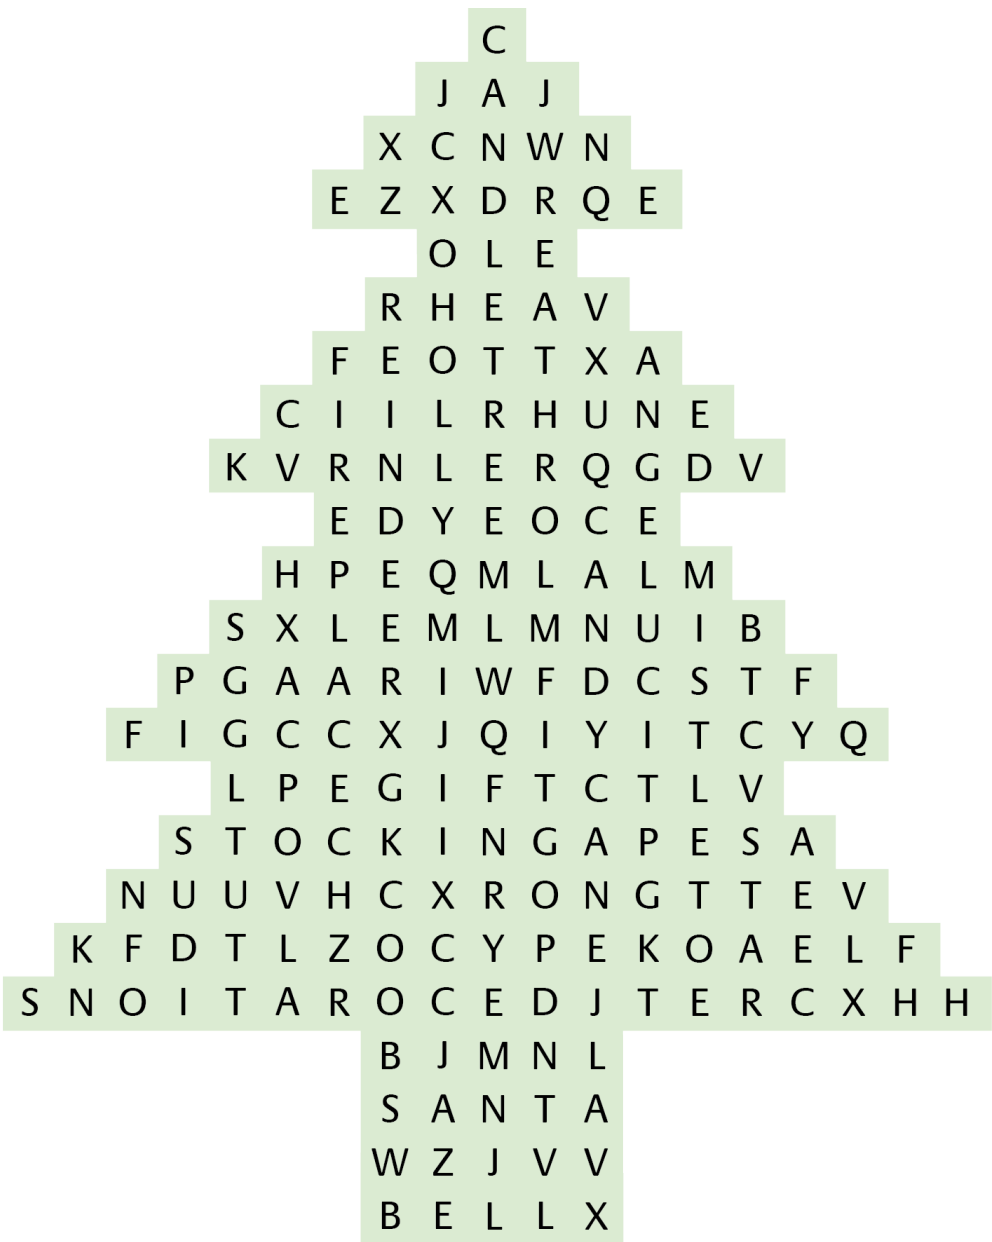 C
J A J
X C N W N
E Z X D R Q E
O L E
R H E A V
F E O T T X A
C I I L R H U N E
K V R N L E R Q G D V
E D Y E O C E
H P E Q M L A L M
S X L E M L M N U I B
P G A A R I W F D C S T F
F I G C C X J Q I Y I T C Y Q
L P E G I F T C T L V
S T O C K I N G A P E S A
N U U V H C X R O N G T T E V
K F D T L Z O C Y P E K O A E L F
S N O I T A R O C E D J T E R C X H H
B J M N L
S A N T A
W Z J V V
B E L L X